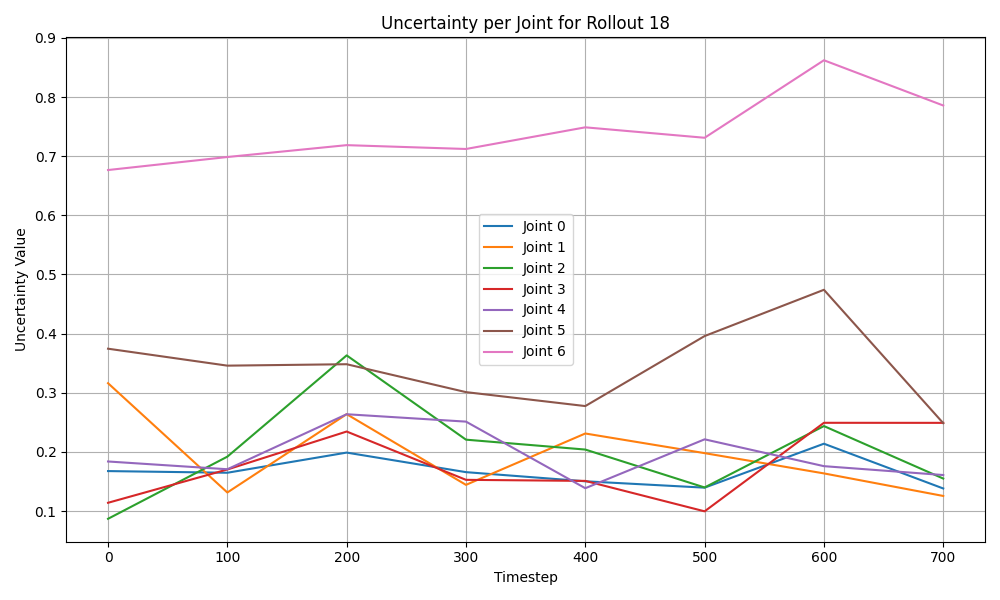 Uncertainty per Joint for Rollout 18
0.9
0.8
0.7
0.6
0.5
0.4
0.3
0.2
0.1
Uncertainty Value
Joint 0
Joint 1
Joint 2
Joint 3
Joint 4
Joint 5
Joint 6
0 100 200 300 400 500 600 700
Timestep